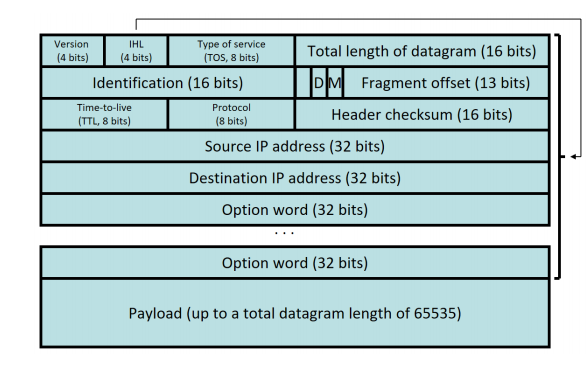 Version
(4 bits)
IHL
(4 bits)
Type of service
(TOS, 8 bits)
Total length of datagram (16 bits)
Identification (16 bits)
D
M
Fragment offset (13 bits)
Time-to-live
(TTL, 8 bits)
Protocol
(8 bits)
Header checksum (16 bits)
Source IP address (32 bits)
Destination IP address (32 bits)
Option word (32 bits)
. . .
Option word (32 bits)
Payload (up to a total datagram length of 65535)